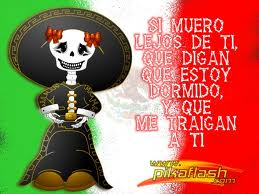 SI MUERO
LEJOS DE TI,
QUE DIGAN
QUE ESTOY
DORMIDO,
Y QUE
ME TRAIGAN
A TI
www.
pikaflash
.com